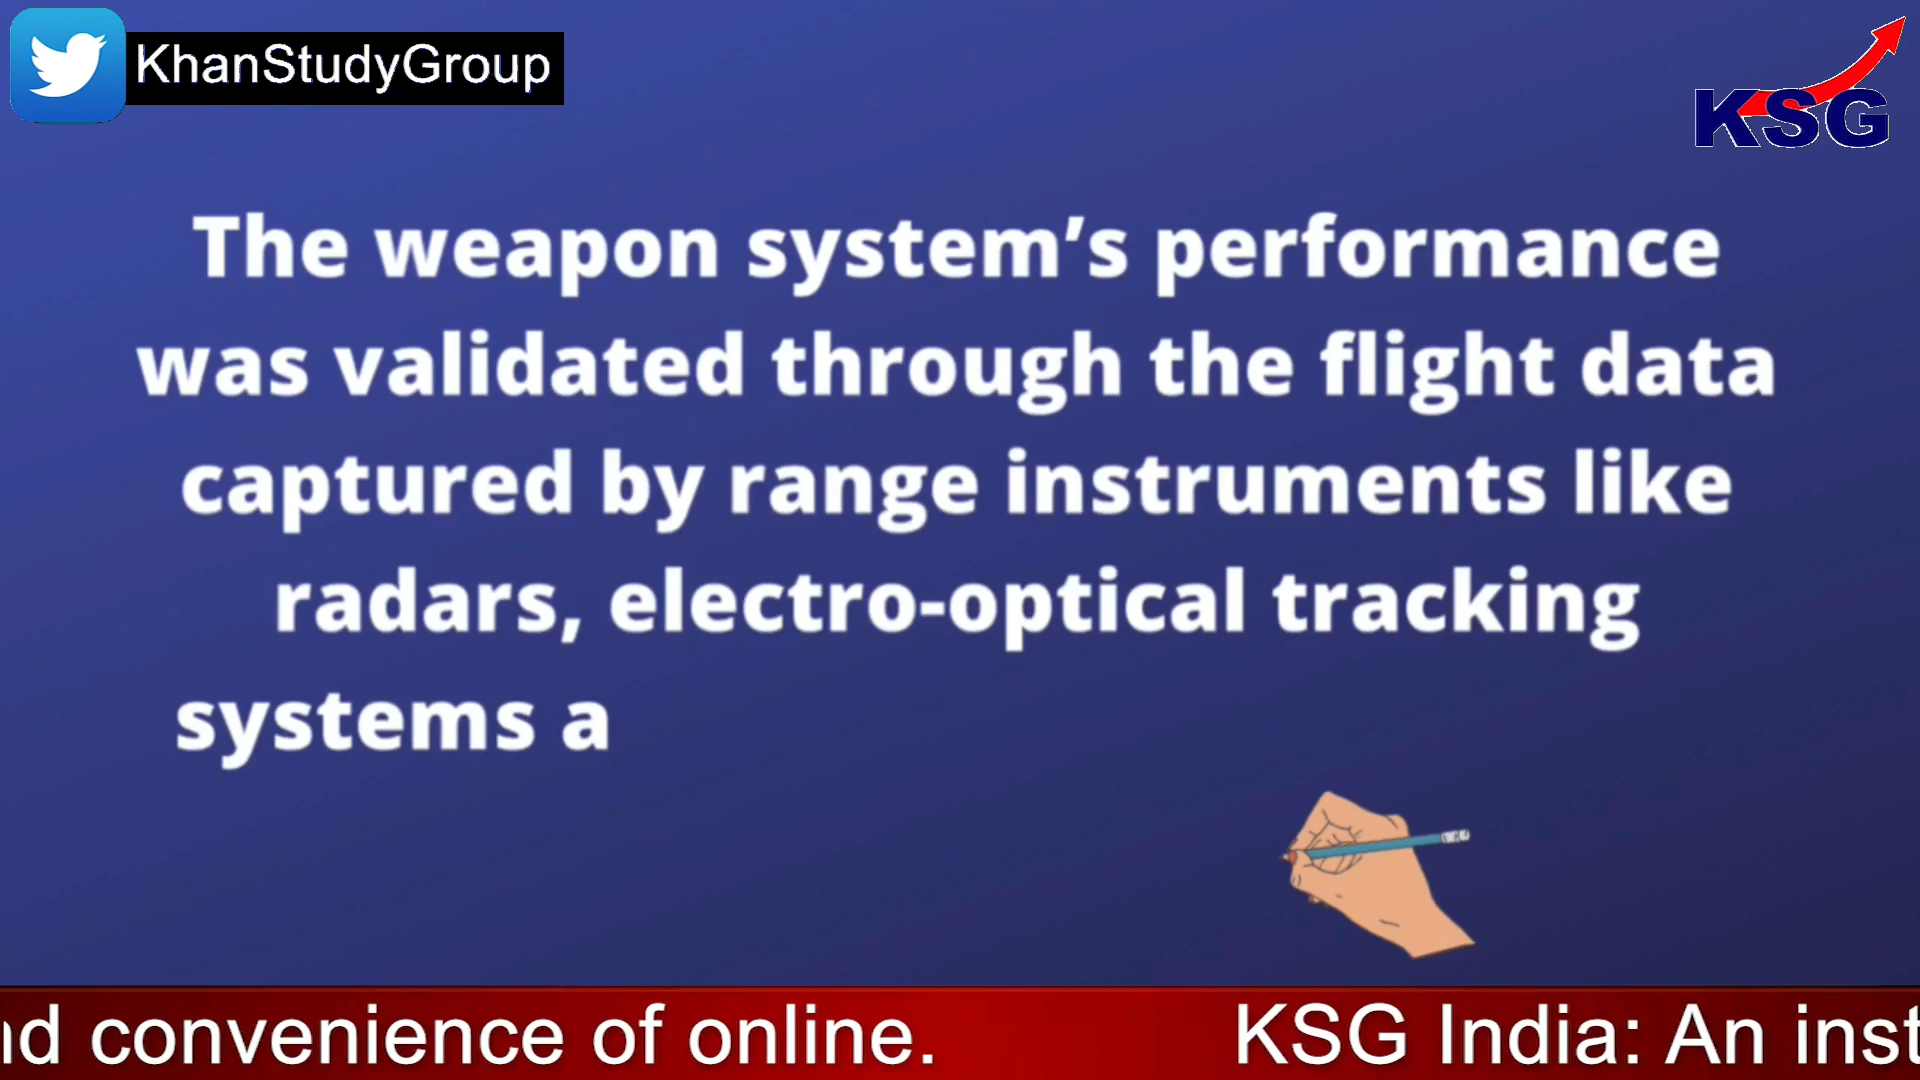 KhanStudyGroup
KSG
The weapon system’s performance
was validated through the flight data
captured by range instruments like
radars, electro-optical tracking
systems a
nd convenience of online. KSG India: An inst